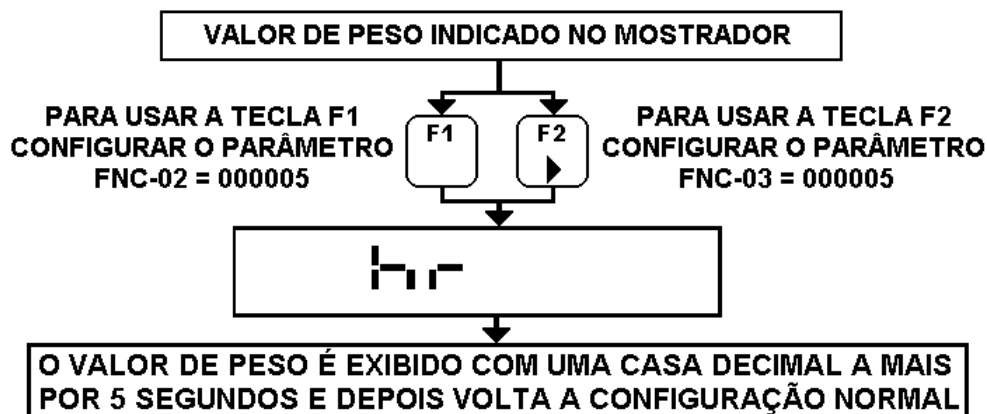 VALOR DE PESO INDICADO NO MOSTRADOR
PARA USAR A TECLA F1
CONFIGURAR O PARÂMETRO
FNC-02 = 000005
F1
F2
PARA USAR A TECLA F2
CONFIGURAR O PARÂMETRO
FNC-03 = 000005
hr
O VALOR DE PESO É EXIBIDO COM UMA CASA DECIMAL A MAIS
POR 5 SEGUNDOS E DEPOIS VOLTA A CONFIGURAÇÃO NORMAL